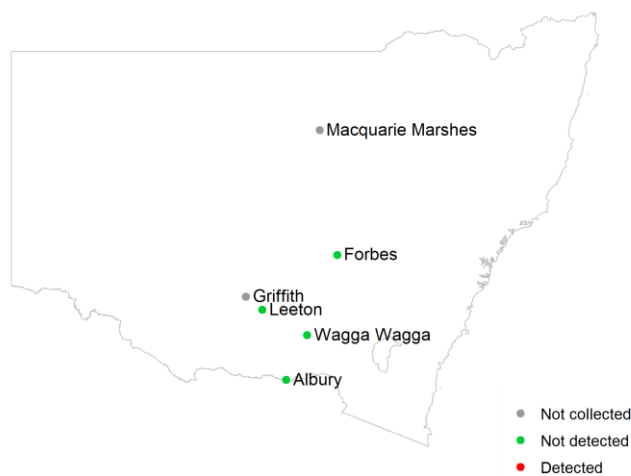 Macquarie Marshes
Forbes
Griffith
Leeton
Wagga Wagga
Albury
Not collected
Not detected
Detected